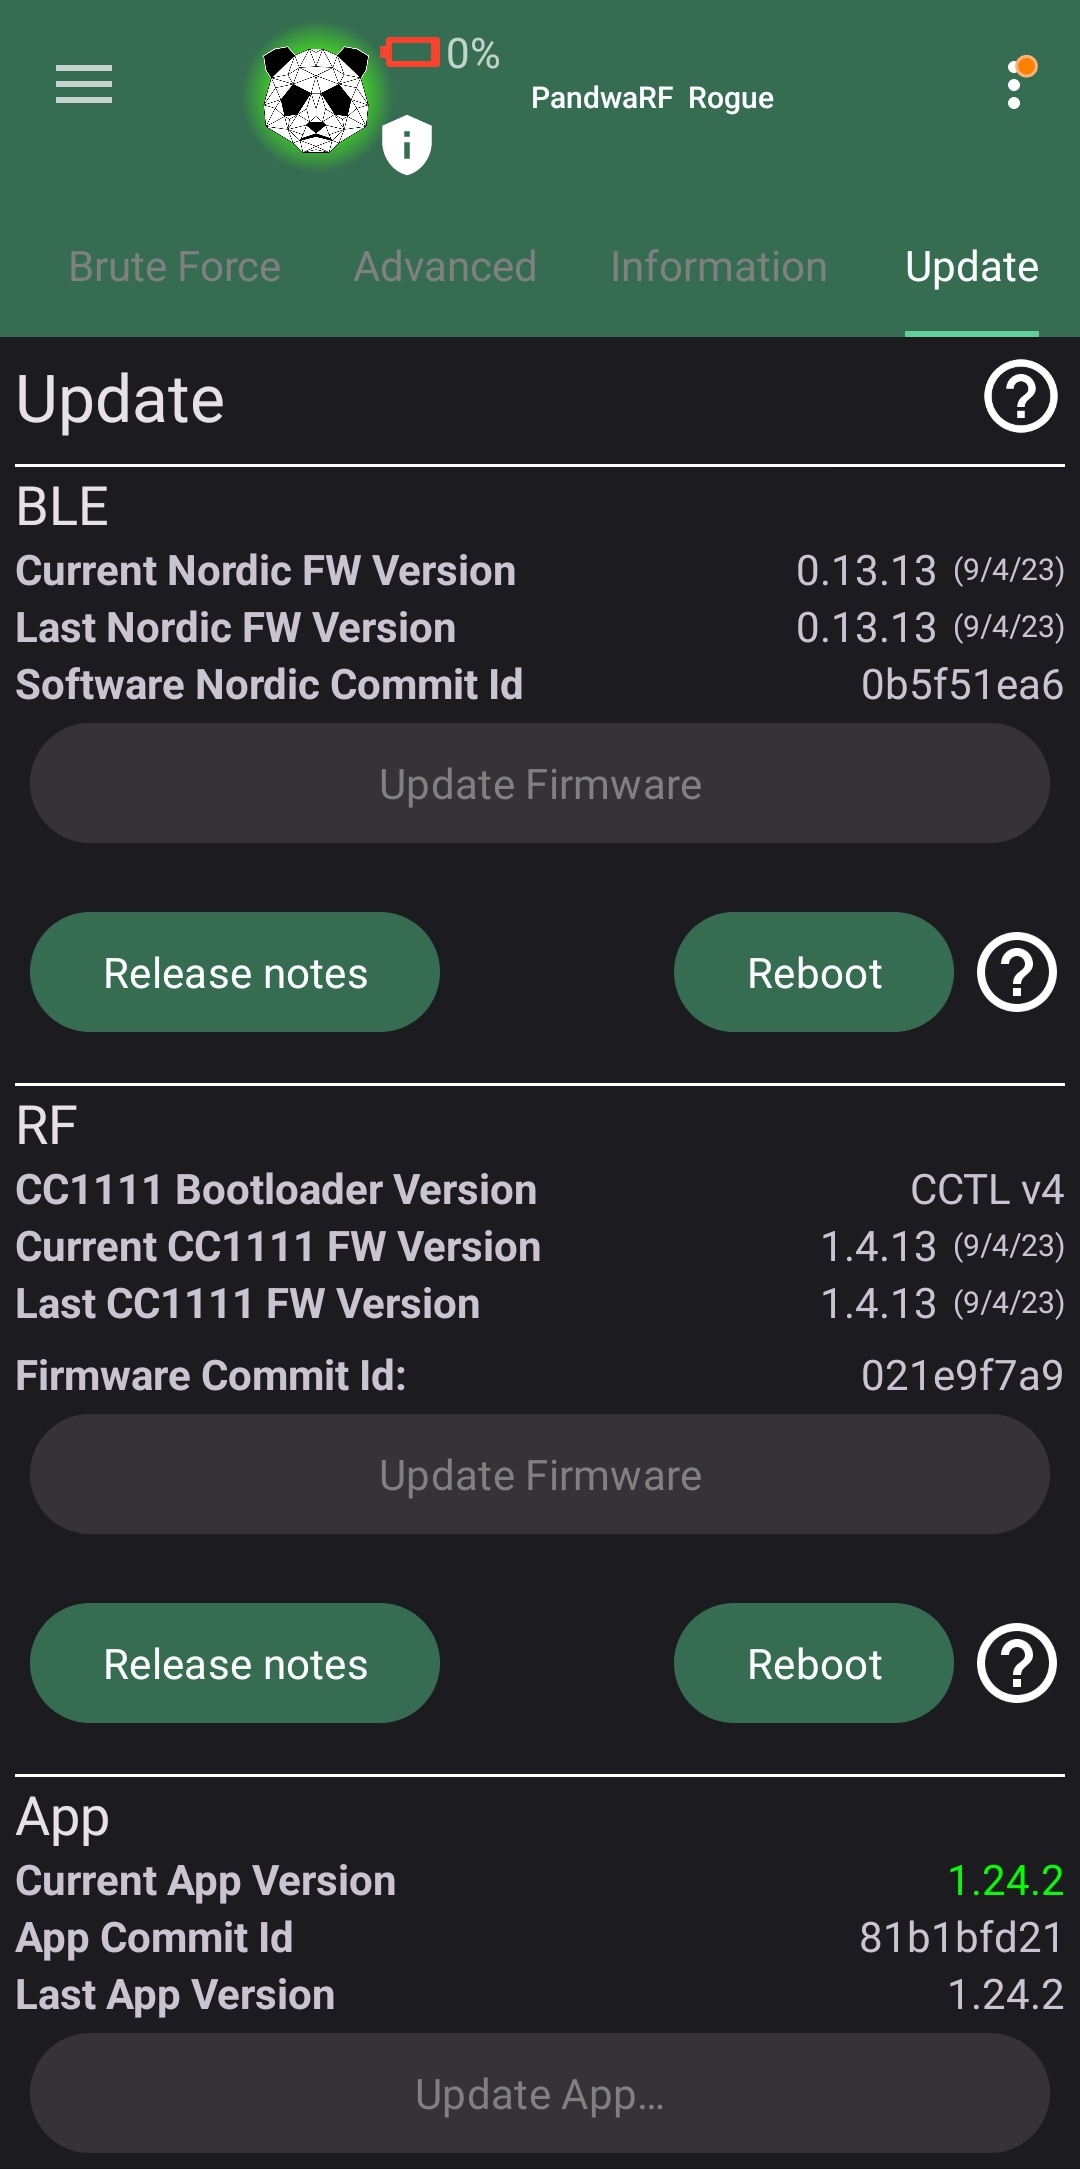 0%
PandwaRF Rogue
Brute Force Advanced Information Update
Update
BLE
Current Nordic FW Version 0.13.13 (9/4/23)
Last Nordic FW Version 0.13.13 (9/4/23)
Software Nordic Commit Id 0b5f51ea6
Update Firmware
Release notes Reboot
RF
CC1111 Bootloader Version CCTL v4
Current CC1111 FW Version 1.4.13 (9/4/23)
Last CC1111 FW Version 1.4.13 (9/4/23)
Firmware Commit Id: 021e9f7a9
Update Firmware
Release notes Reboot
App
Current App Version 1.24.2
App Commit Id 81b1bfd21
Last App Version 1.24.2
Update App...